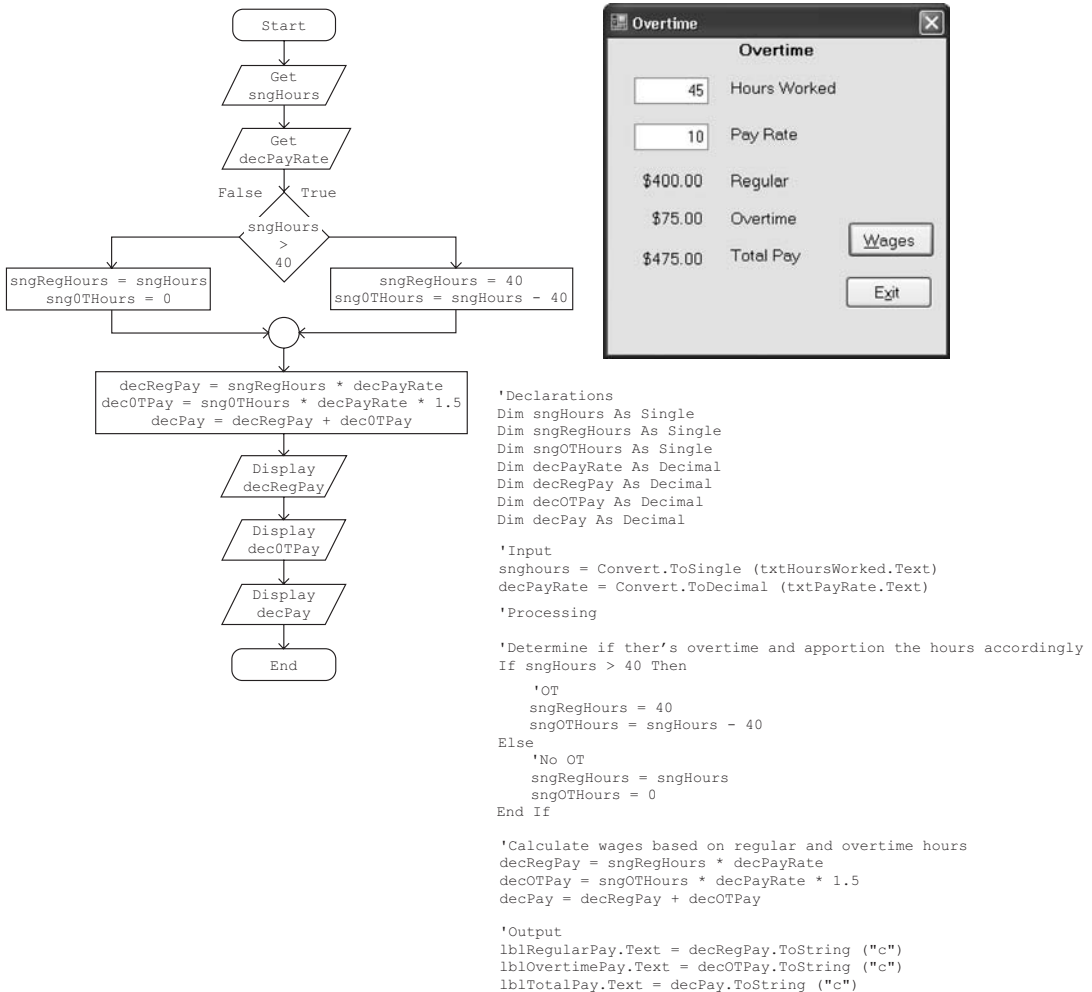 Start
Get
sngHours
Get
decPayRate
False
True
sngHours
>
40
sngRegHours = sngHours
sng0THours = 0
sngRegHours = 40
sng0THours = sngHours - 40
decRegPay = sngRegHours * decPayRate
dec0TPay = sng0THours * decPayRate * 1.5
decPay = decRegPay + dec0TPay
Display
decRegPay
Display
dec0TPay
Display
decPay
End
Overtime
Overtime
45 Hours Worked
10 Pay Rate
$400.00 Regular
$75.00 Overtime
$475.00 Total Pay
Wages
Exit
'Declarations
Dim sngHours As Single
Dim sngRegHours As Single
Dim sngOTHours As Single
Dim decPayRate As Decimal
Dim decRegPay As Decimal
Dim decOTPay As Decimal
Dim decPay As Decimal
'Input
snghours = Convert.ToSingle (txtHoursWorked.Text)
decPayRate = Convert.ToDecimal (txtPayRate.Text)
'Processing
'Determine if ther’s overtime and apportion the hours accordingly
If sngHours > 40 Then
'OT
sngRegHours = 40
sngOTHours = sngHours - 40
Else
'No OT
sngRegHours = sngHours
sngOTHours = 0
End If
'Calculate wages based on regular and overtime hours
decRegPay = sngRegHours * decPayRate
decOTPay = sngOTHours * decPayRate * 1.5
decPay = decRegPay + decOTPay
'Output
lblRegularPay.Text = decRegPay.ToString ("c")
lblOvertimePay.Text = decOTPay.ToString ("c")
lblTotalPay.Text = decPay.ToString ("c")